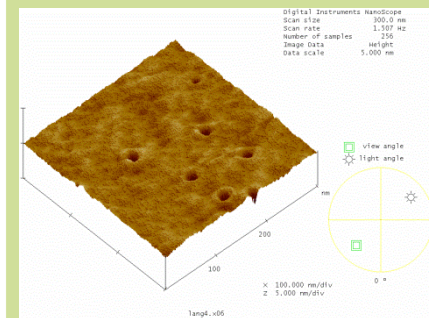 Digital Instruments NanoScope
Scan size 300.0 nm
Scan rate 1.507 Hz
Number of samples 256
Image Data Height
Data scale 5.000 nm
view angle
light angle
nm
200
100
X 100.000 nm/div
Z 5.000 nm/div
0 °
lang4.x06